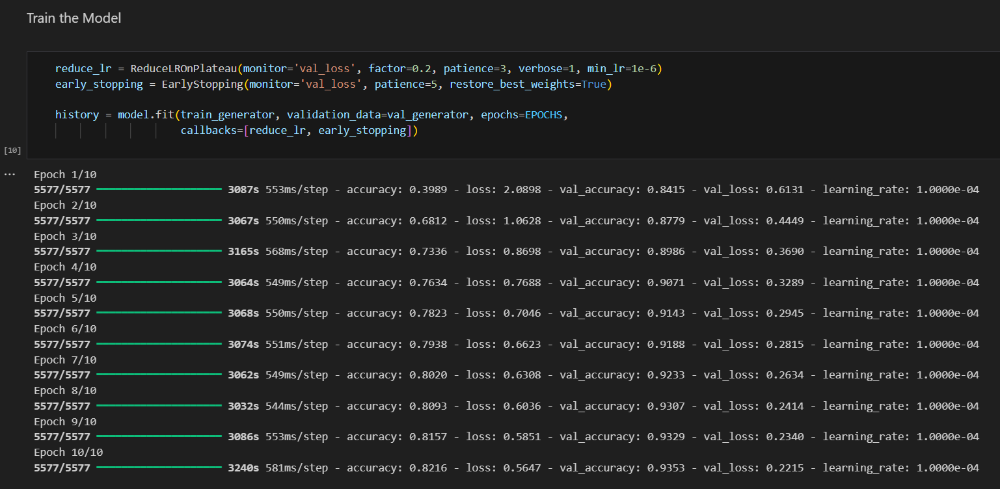 Train the Model
reduce_lr = ReduceLROnPlateau(monitor='val_loss', factor=0.2, patience=3, verbose=1, min_lr=1e-6)
early_stopping = EarlyStopping(monitor='val_loss', patience=5, restore_best_weights=True)
history = model.fit(train_generator, validation_data=val_generator, epochs=EPOCHS,
callbacks=[reduce_lr, early_stopping])
[10]
...
Epoch 1/10
5577/5577 ━━━━━━━━━━━━━━━━━━━━ 3087s 553ms/step - accuracy: 0.3989 - loss: 2.0898 - val_accuracy: 0.8415 - val_loss: 0.6131 - learning_rate: 1.0000e-04
Epoch 2/10
5577/5577 ━━━━━━━━━━━━━━━━━━━━ 3067s 550ms/step - accuracy: 0.6812 - loss: 1.0628 - val_accuracy: 0.8779 - val_loss: 0.4449 - learning_rate: 1.0000e-04
Epoch 3/10
5577/5577 ━━━━━━━━━━━━━━━━━━━━ 3165s 568ms/step - accuracy: 0.7336 - loss: 0.8698 - val_accuracy: 0.8986 - val_loss: 0.3690 - learning_rate: 1.0000e-04
Epoch 4/10
5577/5577 ━━━━━━━━━━━━━━━━━━━━ 3064s 549ms/step - accuracy: 0.7634 - loss: 0.7688 - val_accuracy: 0.9071 - val_loss: 0.3289 - learning_rate: 1.0000e-04
Epoch 5/10
5577/5577 ━━━━━━━━━━━━━━━━━━━━ 3068s 550ms/step - accuracy: 0.7823 - loss: 0.7046 - val_accuracy: 0.9143 - val_loss: 0.2945 - learning_rate: 1.0000e-04
Epoch 6/10
5577/5577 ━━━━━━━━━━━━━━━━━━━━ 3074s 551ms/step - accuracy: 0.7938 - loss: 0.6623 - val_accuracy: 0.9188 - val_loss: 0.2815 - learning_rate: 1.0000e-04
Epoch 7/10
5577/5577 ━━━━━━━━━━━━━━━━━━━━ 3062s 549ms/step - accuracy: 0.8020 - loss: 0.6308 - val_accuracy: 0.9233 - val_loss: 0.2634 - learning_rate: 1.0000e-04
Epoch 8/10
5577/5577 ━━━━━━━━━━━━━━━━━━━━ 3032s 544ms/step - accuracy: 0.8093 - loss: 0.6036 - val_accuracy: 0.9307 - val_loss: 0.2414 - learning_rate: 1.0000e-04
Epoch 9/10
5577/5577 ━━━━━━━━━━━━━━━━━━━━ 3086s 553ms/step - accuracy: 0.8157 - loss: 0.5851 - val_accuracy: 0.9329 - val_loss: 0.2340 - learning_rate: 1.0000e-04
Epoch 10/10
5577/5577 ━━━━━━━━━━━━━━━━━━━━ 3240s 581ms/step - accuracy: 0.8216 - loss: 0.5647 - val_accuracy: 0.9353 - val_loss: 0.2215 - learning_rate: 1.0000e-04